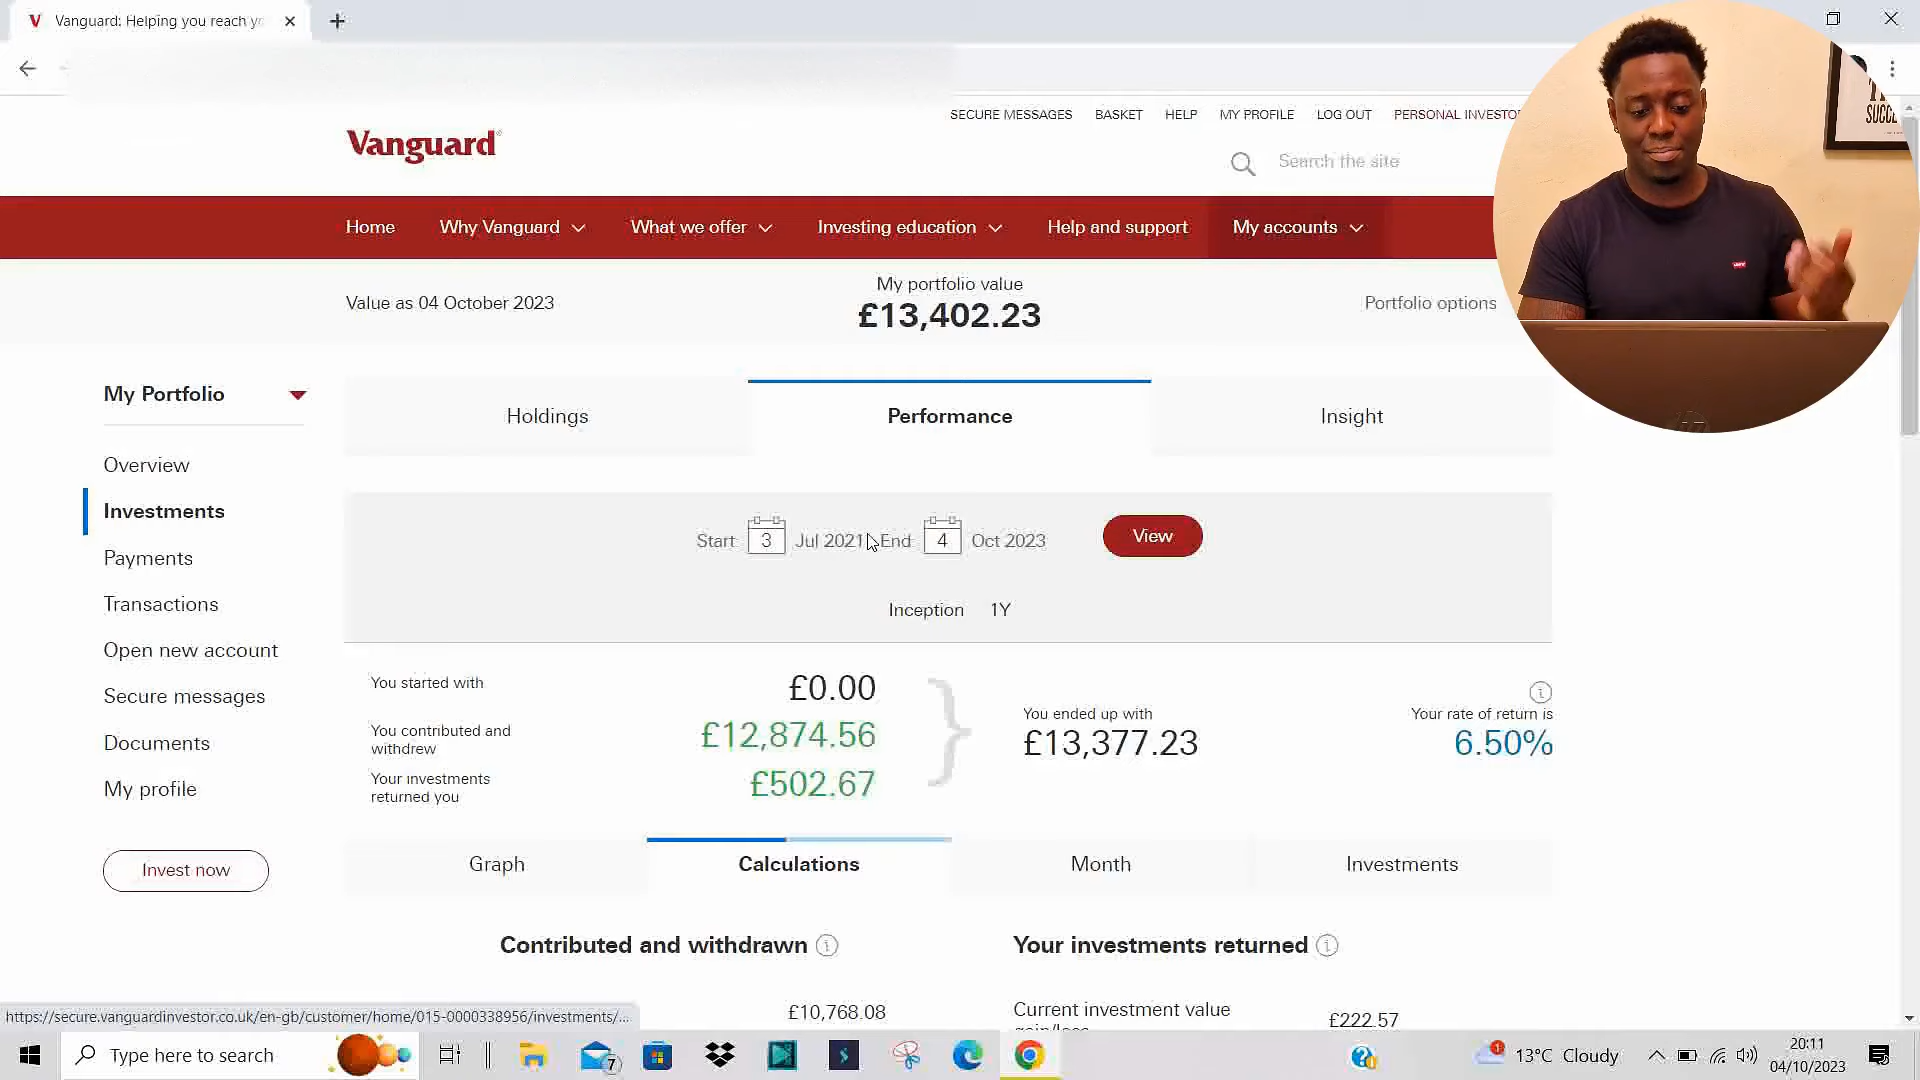 Vanguard: Helping you reach yo
SECURE MESSAGES BASKET HELP MY PROFILE LOG OUT PERSONAL INVESTOR
Vanguard
Search the site
SUCCE
Home Why Vanguard What we offer Investing education Help and support My accounts
Value as 04 October 2023
My portfolio value
£13,402.23
Portfolio options
My Portfolio
Holdings Performance Insight
Overview
Investments
Payments
Transactions
Open new account
Secure messages
Documents
My profile
Invest now
Start 3 Jul 2021 End 4 Oct 2023 View
Inception 1Y
You started with £0.00
You contributed and
withdrew
£12,874.56
Your investments
returned you
£502.67
You ended up with
£13,377.23
Your rate of return is
6.50%
Graph Calculations Month Investments
Contributed and withdrawn Your investments returned
£10,768.08
Current investment value
gain/loss
£222.57
https://secure.vanguardinvestor.co.uk/en-gb/customer/home/015-0000338956/investments/...
Type here to search
7
S
1
13°C Cloudy
20:11
04/10/2023